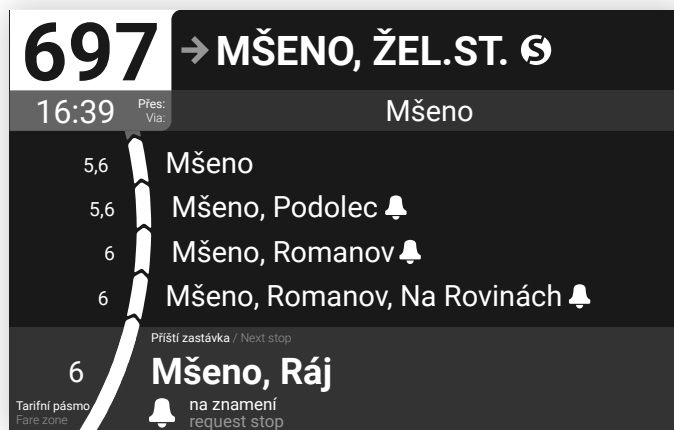 697 → MŠENO, ŽEL.ST. S
16:39 Přes: Mšeno
Via:
5,6 Mšeno
5,6 Mšeno, Podolec
6 Mšeno, Romanov
6 Mšeno, Romanov, Na Rovinách
Příští zastávka / Next stop
6 Mšeno, Ráj
Tarifní pásmo na znamení
Fare zone request stop